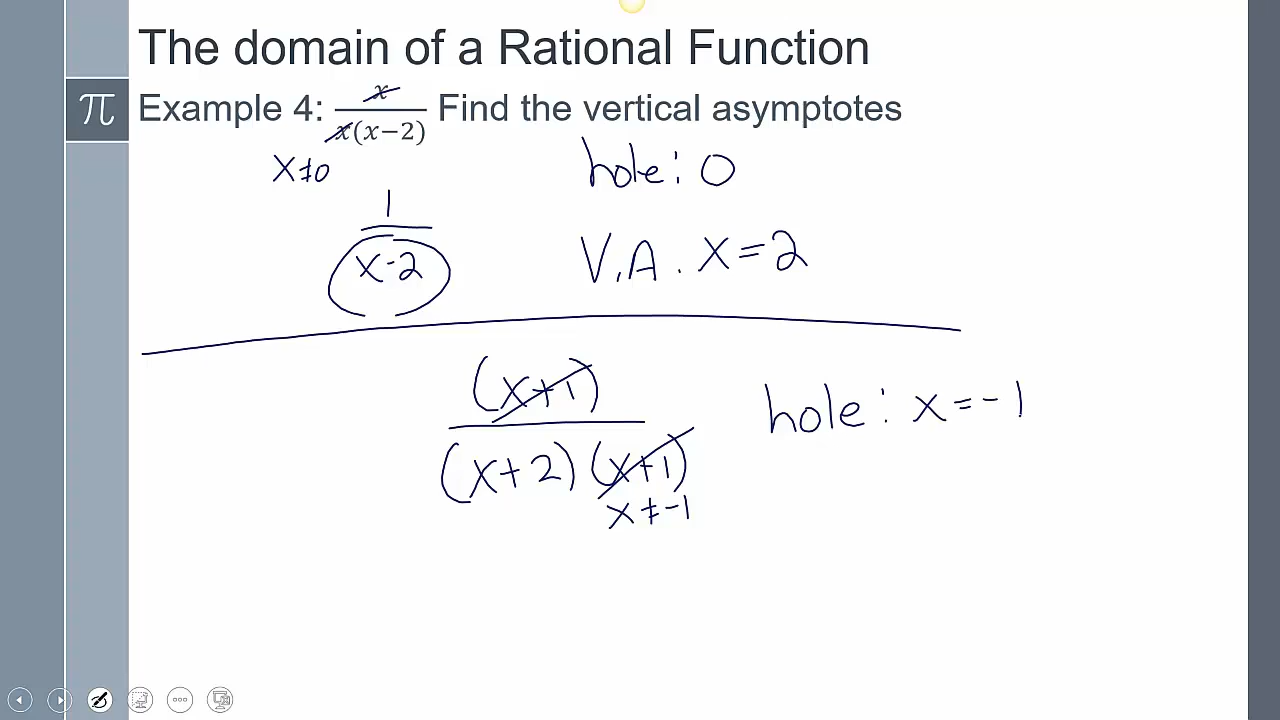 The domain of a Rational Function
π
Example 4: x/x(x−2) Find the vertical asymptotes
x≠0
hole: 0
1
x-2
V.A. x=2
(x+1)
(x+2)(x+1)
x≠-1
hole: x=-1